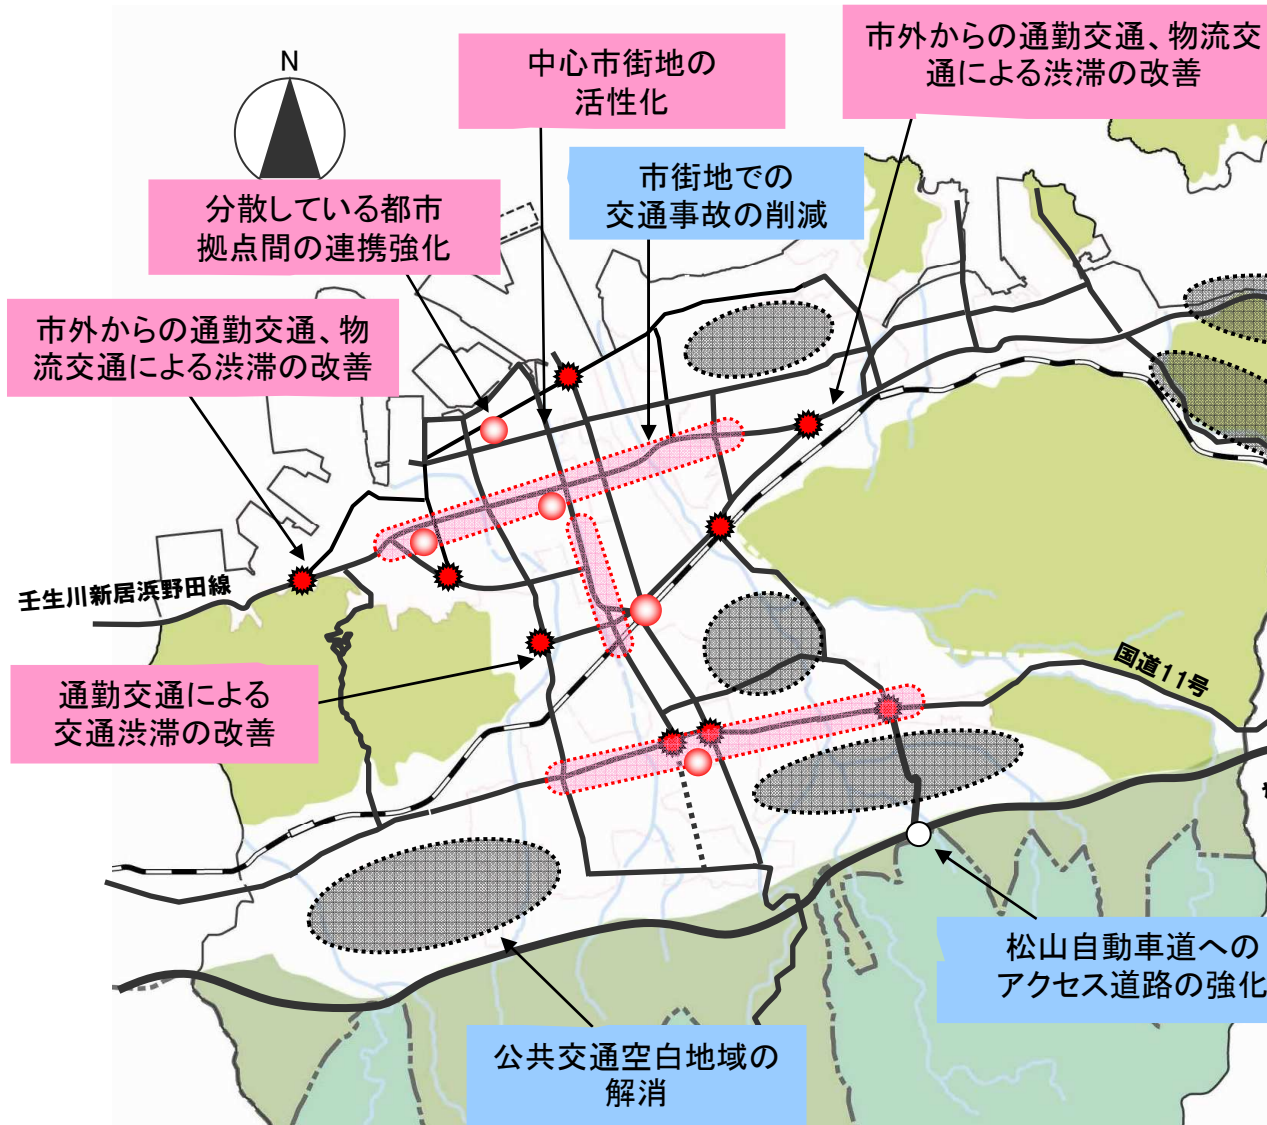 市外からの通勤交通、物流交
通による渋滞の改善
中心市街地の
活性化
N
市街地での
交通事故の削減
分散している都市
拠点間の連携強化
市外からの通勤交通、物
流交通による渋滞の改善
壬生川新居浜野田線
国道11号
通勤交通による
交通渋滞の改善
松山自動車道への
アクセス道路の強化
公共交通空白地域の
解消